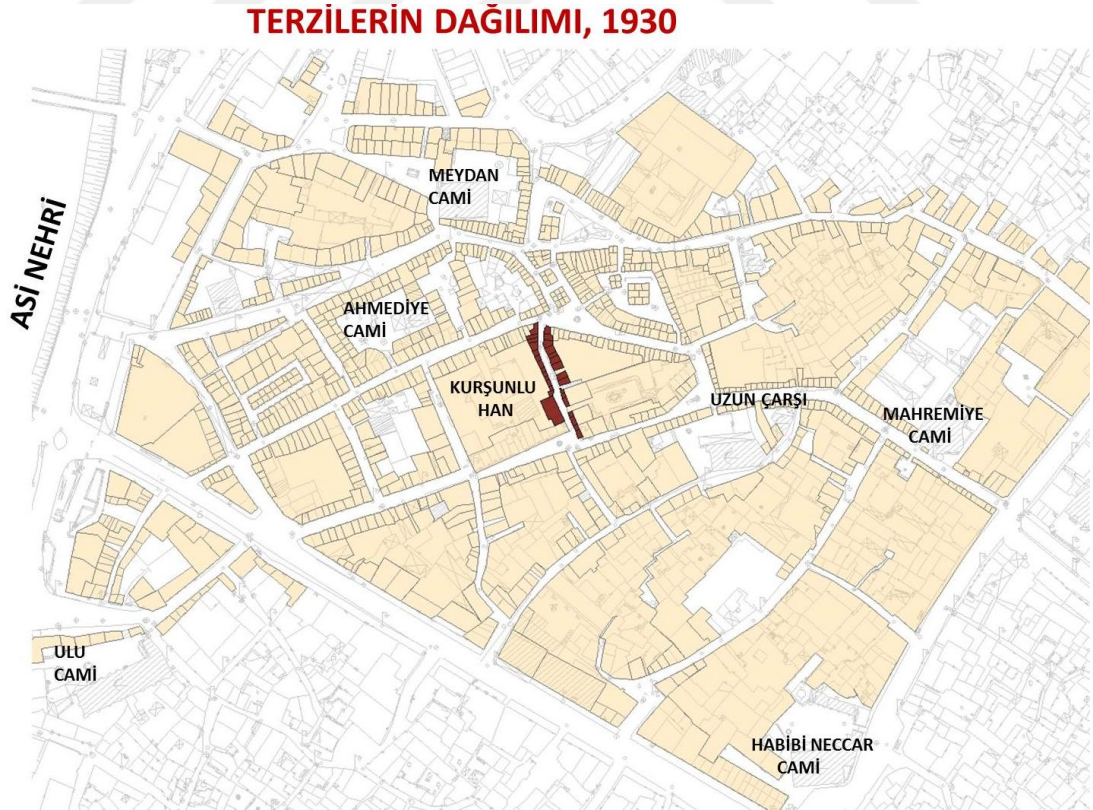 TERZİLERİN DAĞILIMI, 1930
MEYDAN
CAMİ
ASİ NEHRİ
AHMEDİYE
CAMİ
KURŞUNLU
HAN
UZUN ÇARŞI
MAHREMİYE
CAMİ
ULU
CAMİ
HABİBİ NECCAR
CAMİ